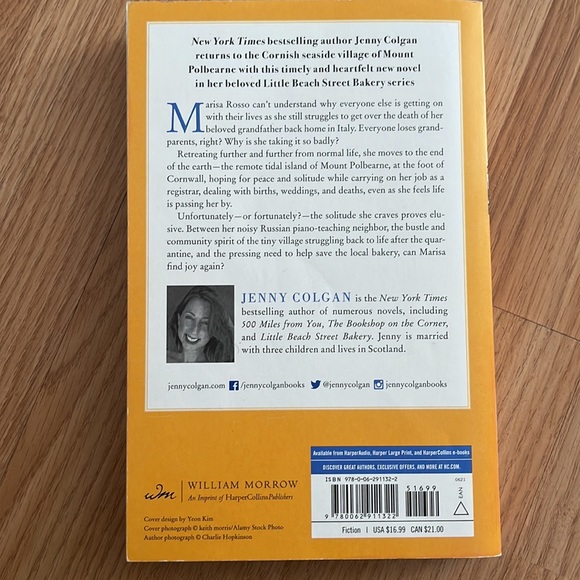 New York Times bestselling author Jenny Colgan
returns to the Cornish seaside village of Mount
Polbearne with this timely and heartfelt new novel
in her beloved Little Beach Street Bakery series
Marisa Rosso can't understand why everyone else is getting on
with their lives as she still struggles to get over the death of her
beloved grandfather back home in Italy. Everyone loses grand-
parents, right? Why is she taking it so badly?
Retreating further and further from normal life, she moves to the end
of the earth—the remote tidal island of Mount Polbearne, at the foot of
Cornwall, hoping for peace and solitude while carrying on her job as a
registrar, dealing with births, weddings, and deaths, even as she feels life
is passing her by.
Unfortunately—or fortunately?—the solitude she craves proves elu-
sive. Between her noisy Russian piano-teaching neighbor, the bustle and
community spirit of the tiny village struggling back to life after the quar-
antine, and the pressing need to help save the local bakery, can Marisa
find joy again?
JENNY COLGAN is the New York Times
bestselling author of numerous novels, including
500 Miles from You, The Bookshop on the Corner,
and Little Beach Street Bakery. Jenny is married
with three children and lives in Scotland.
jennycolgan.com /jennycolganbooks @jennycolgan jennycolganbooks
Available from HarperAudio, Harper Large Print, and HarperCollins e-books
DISCOVER GREAT AUTHORS, EXCLUSIVE OFFERS, AND MORE AT HC.COM.
wm WILLIAM MORROW
An Imprint of HarperCollinsPublishers
ISBN 978-0-06-291132-2
0621
51699
EAN
9 780062 911322
Cover design by Yeon Kim
Cover photograph © keith morris/Alamy Stock Photo
Author photograph © Charlie Hopkinson
Fiction | USA $16.99 CAN $21.00